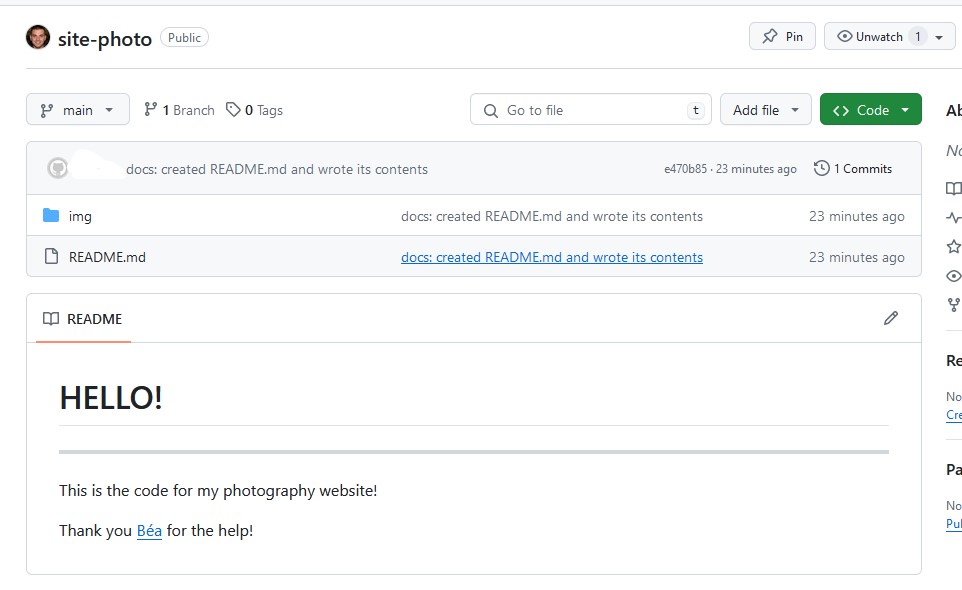 site-photo Public Pin Unwatch 1
main 1 Branch 0 Tags Go to file t Add file Code
docs: created README.md and wrote its contents e470b85 · 23 minutes ago 1 Commits
img docs: created README.md and wrote its contents 23 minutes ago
README.md docs: created README.md and wrote its contents 23 minutes ago
README
HELLO!
This is the code for my photography website!
Thank you Béa for the help!
Ab
No
Re
No
Cre
Pa
No
Pul